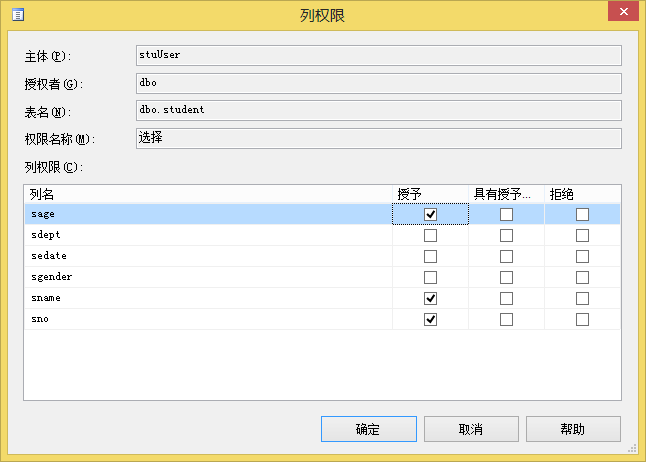 列权限
主体(P): stuUser
授权者(G): dbo
表名(N): dbo.student
权限名称(M): 选择
列权限(C):
列名 授予 具有授予... 拒绝
sage
sdept
sedate
sgender
sname
sno
确定 取消 帮助